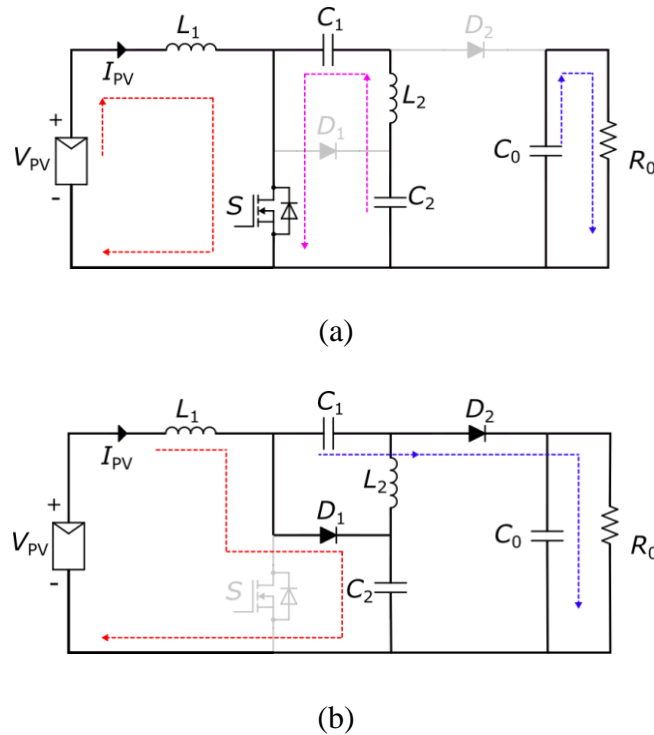 C1
L1
D2
IPV
L2
+
D1
C0
VPV
R0
-
S
C2
(a)
C1
L1
D2
IPV
L2
+
D1
C0
VPV
R0
-
S
C2
(b)